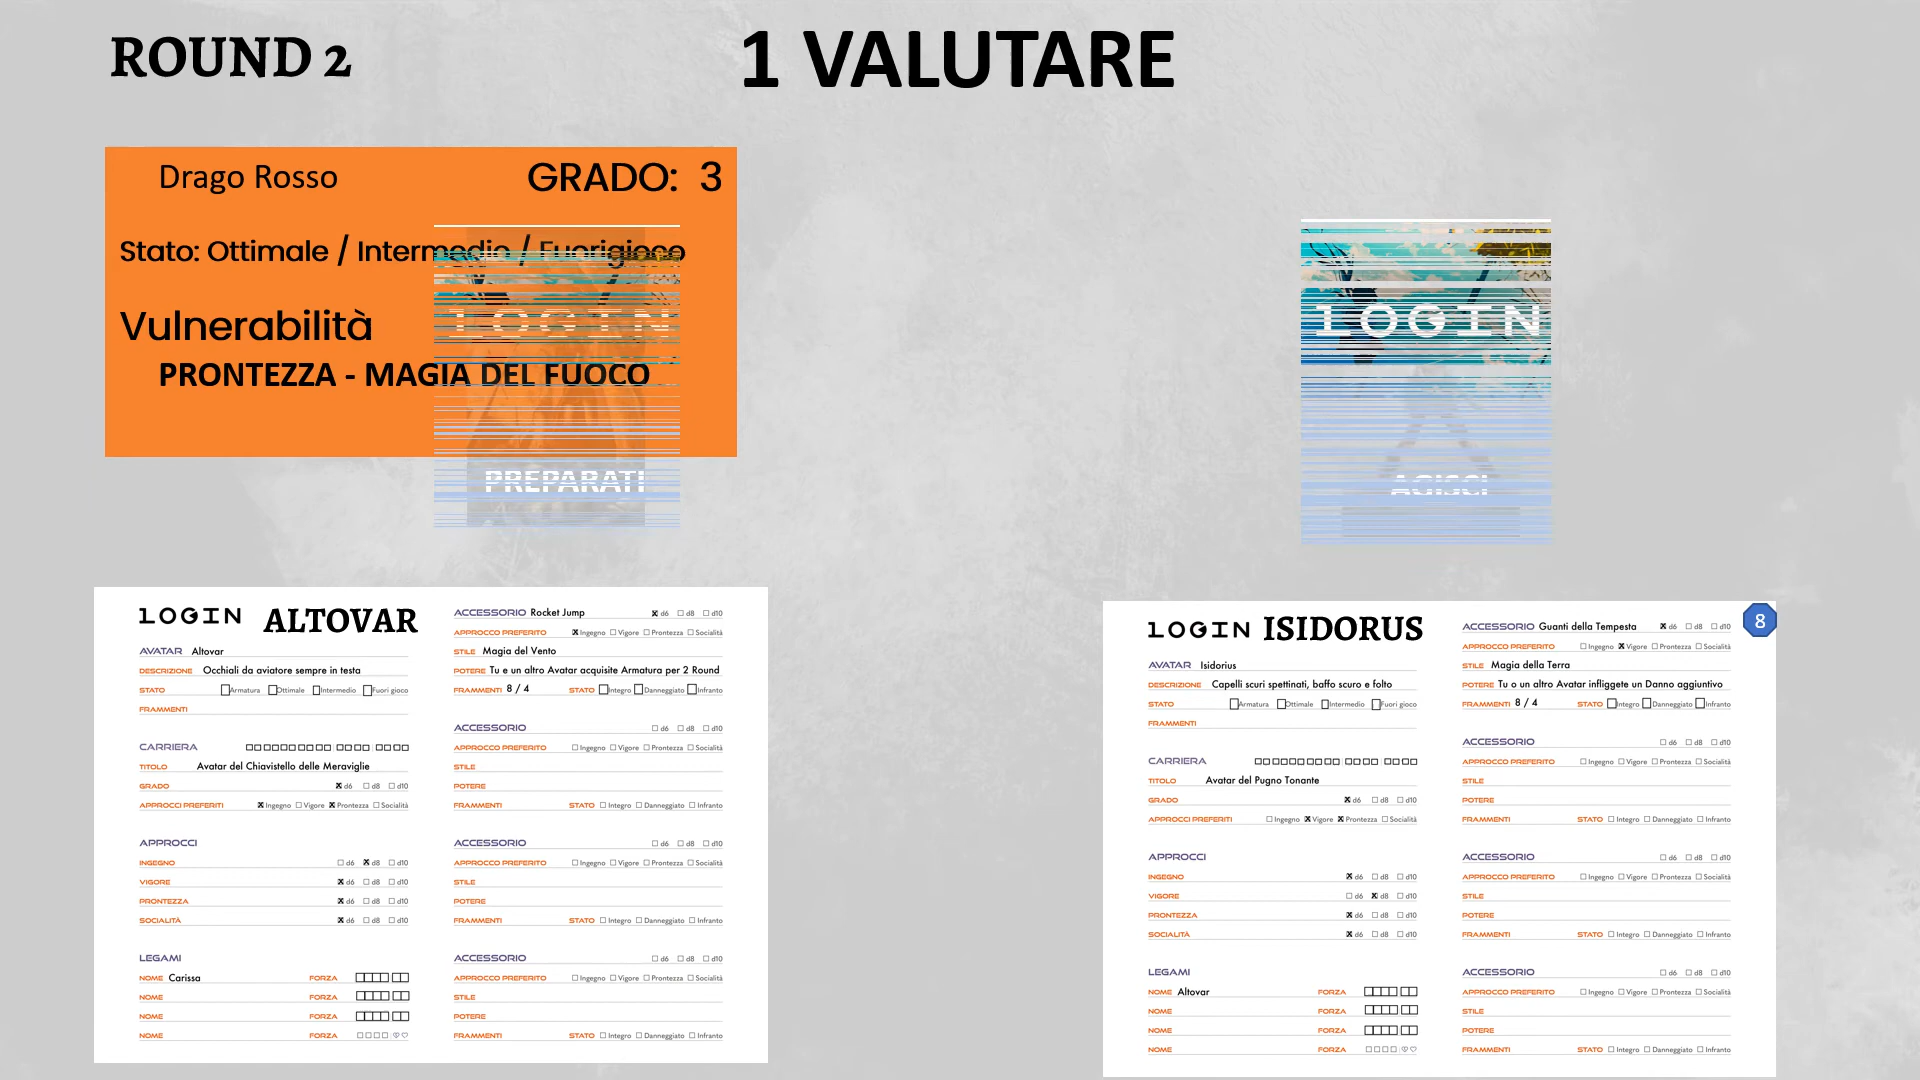 ROUND 2
1 VALUTARE
Drago Rosso
GRADO: 3
Stato: Ottimale / Intermedio / Fuorigioco
Vulnerabilità
PRONTEZZA - MAGIA DEL FUOCO
LOGIN
PREPARATI
LOGIN
AGISCI
LOGIN ALTOVAR
AVATAR Altovar
DESCRIZIONE Occhiali da aviatore sempre in testa
STATO Armatura Ottimale Intermedio Fuori gioco
FRAMMENTI
CARRIERA
TITOLO Avatar del Chiavistello delle Meraviglie
GRADO X d6 d8 d10
APPROCCI PREFERITI X Ingegno Vigore X Prontezza Socialità
APPROCCI
INGEGNO d6 X d8 d10
VIGORE X d6 d8 d10
PRONTEZZA X d6 d8 d10
SOCIALITÀ X d6 d8 d10
LEGAMI
NOME Carissa FORZA
NOME FORZA
NOME FORZA
NOME FORZA
ACCESSORIO Rocket Jump X d6 d8 d10
APPROCCO PREFERITO X Ingegno Vigore Prontezza Socialità
STILE Magia del Vento
POTERE Tu e un altro Avatar acquisite Armatura per 2 Round
FRAMMENTI 8 / 4 STATO Integro Danneggiato Infranto
ACCESSORIO d6 d8 d10
APPROCCO PREFERITO Ingegno Vigore Prontezza Socialità
STILE
POTERE
FRAMMENTI STATO Integro Danneggiato Infranto
ACCESSORIO d6 d8 d10
APPROCCO PREFERITO Ingegno Vigore Prontezza Socialità
STILE
POTERE
FRAMMENTI STATO Integro Danneggiato Infranto
ACCESSORIO d6 d8 d10
APPROCCO PREFERITO Ingegno Vigore Prontezza Socialità
STILE
POTERE
FRAMMENTI STATO Integro Danneggiato Infranto
LOGIN ISIDORUS
AVATAR Isidorius
DESCRIZIONE Capelli scuri spettinati, baffo scuro e folto
STATO Armatura Ottimale Intermedio Fuori gioco
FRAMMENTI
CARRIERA
TITOLO Avatar del Pugno Tonante
GRADO X d6 d8 d10
APPROCCI PREFERITI Ingegno X Vigore X Prontezza Socialità
APPROCCI
INGEGNO X d6 d8 d10
VIGORE d6 X d8 d10
PRONTEZZA X d6 d8 d10
SOCIALITÀ X d6 d8 d10
LEGAMI
NOME Altovar FORZA
NOME FORZA
NOME FORZA
NOME FORZA
8
ACCESSORIO Guanti della Tempesta X d6 d8 d10
APPROCCO PREFERITO Ingegno X Vigore Prontezza Socialità
STILE Magia della Terra
POTERE Tu o un altro Avatar infliggete un Danno aggiuntivo
FRAMMENTI 8 / 4 STATO Integro Danneggiato Infranto
ACCESSORIO d6 d8 d10
APPROCCO PREFERITO Ingegno Vigore Prontezza Socialità
STILE
POTERE
FRAMMENTI STATO Integro Danneggiato Infranto
ACCESSORIO d6 d8 d10
APPROCCO PREFERITO Ingegno Vigore Prontezza Socialità
STILE
POTERE
FRAMMENTI STATO Integro Danneggiato Infranto
ACCESSORIO d6 d8 d10
APPROCCO PREFERITO Ingegno Vigore Prontezza Socialità
STILE
POTERE
FRAMMENTI STATO Integro Danneggiato Infranto